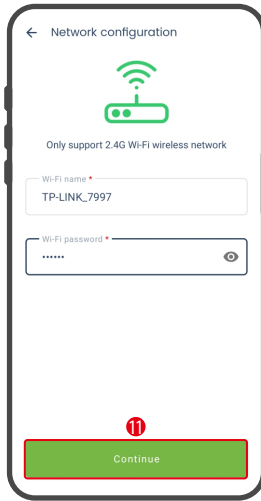 ← Network configuration
Only support 2.4G Wi-Fi wireless network
Wi-Fi name *
TP-LINK_7997
Wi-Fi password *
······
11
Continue